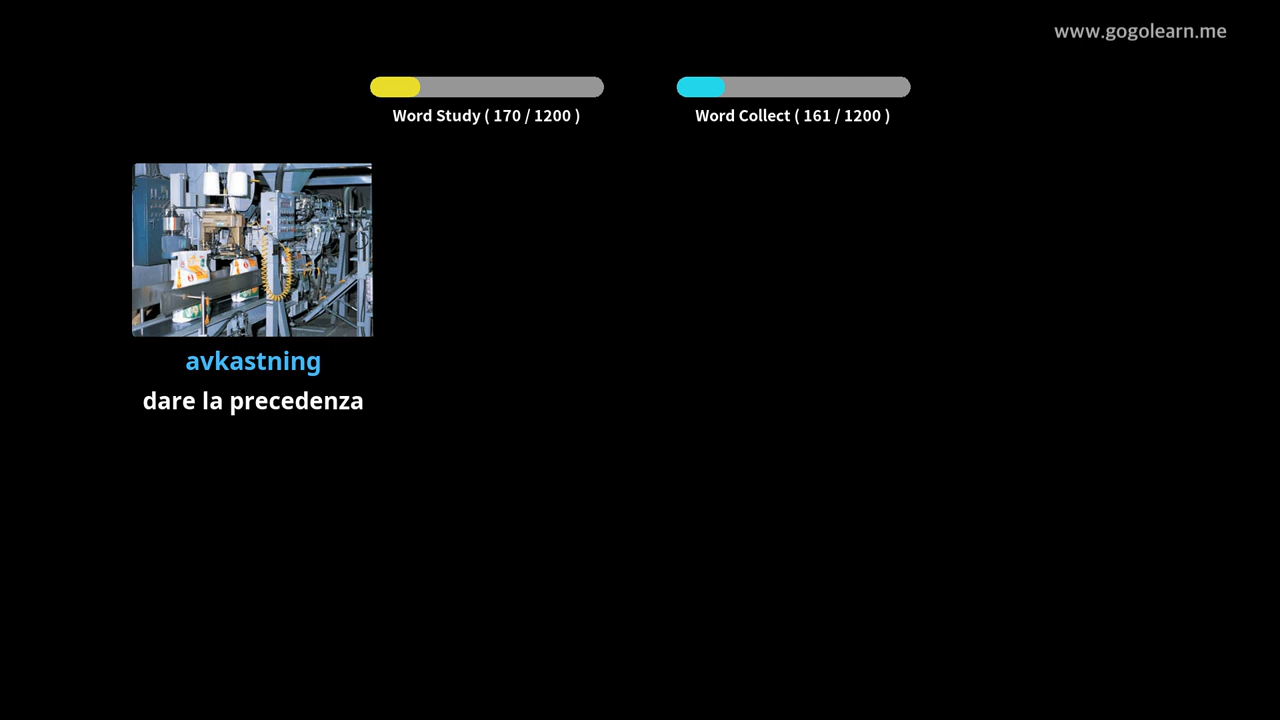 www.gogolearn.me
Word Study ( 170 / 1200 )
Word Collect ( 161 / 1200 )
avkastning
dare la precedenza